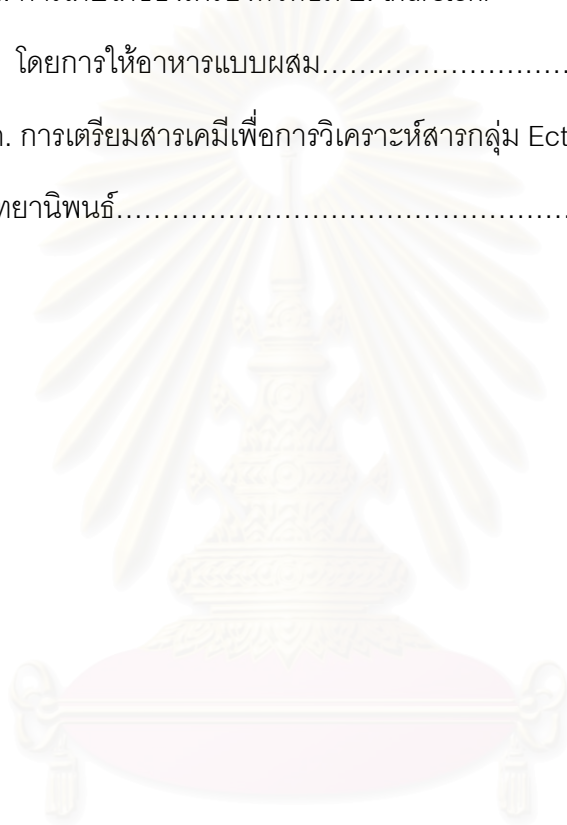 โดยการให้อาหารแบบผสม……..…………………
. การเตรียมสารเคมีเพื่อการวิเคราะห์สารกลุ่ม Ect
ทยานิพนธ์…………………………………………